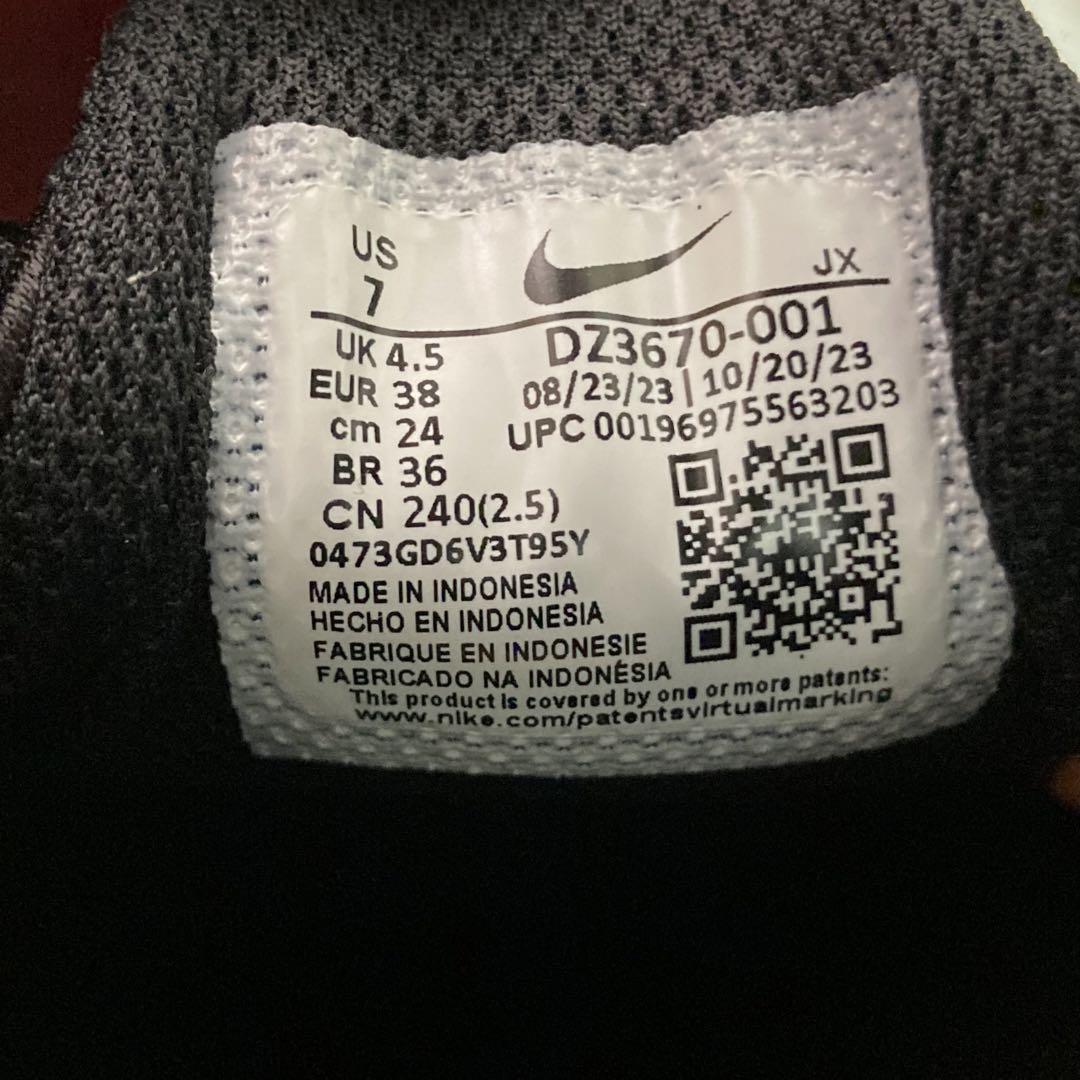 US
7
JX
UK 4.5
EUR 38
cm 24
BR 36
CN 240(2.5)
DZ3670-001
08/23/23 | 10/20/23
UPC 00196975563203
0473GD6V3T95Y
MADE IN INDONESIA
HECHO EN INDONESIA
FABRIQUE EN INDONESIE
FABRICADO NA INDONÉSIA
This product is covered by one or more patents:
www.nike.com/patentsvirtualmarking